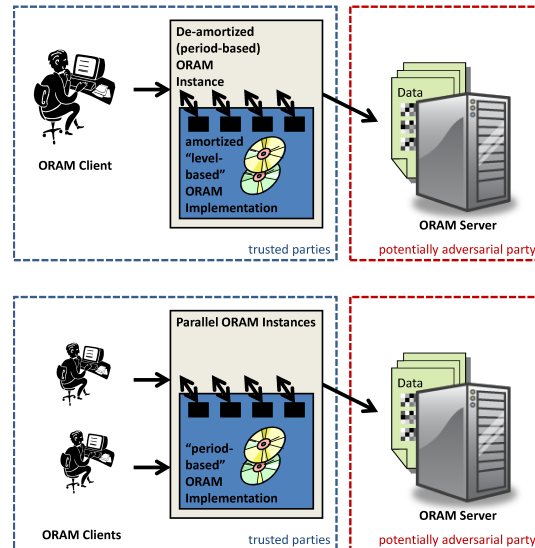 De-amortized
(period-based)
ORAM
Instance
Data
amortized
“level-
based”
ORAM
Implementation
ORAM Client
ORAM Server
trusted parties
potentially adversarial party
Parallel ORAM Instances
Data
“period-
based”
ORAM
Implementation
ORAM Server
ORAM Clients
trusted parties
potentially adversarial party